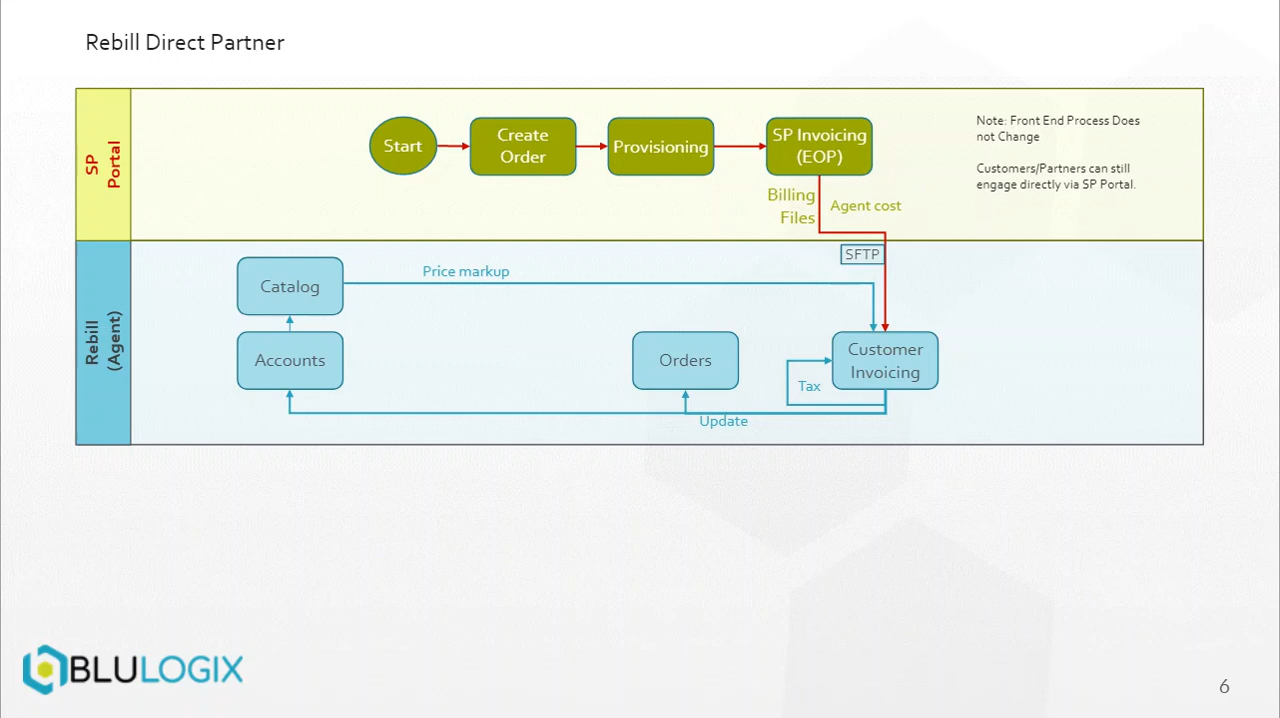 Rebill Direct Partner
SP
Portal
Start
Create
Order
Provisioning
SP Invoicing
(EOP)
Note: Front End Process Does
not Change
Customers/Partners can still
engage directly via SP Portal.
Billing
Files
Agent cost
SFTP
Rebill
(Agent)
Catalog
Price markup
Accounts
Orders
Customer
Invoicing
Tax
Update
BLULOGIX
6